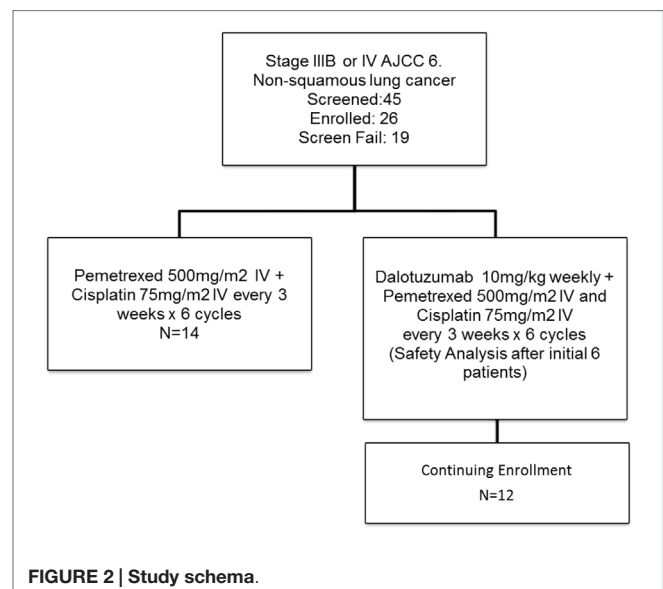 Stage IIIB or IV AJCC 6.
Non-squamous lung cancer
Screened:45
Enrolled: 26
Screen Fail: 19
Pemetrexed 500mg/m2 IV +
Cisplatin 75mg/m2 IV every 3
weeks x 6 cycles
N=14
Dalotuzumab 10mg/kg weekly +
Pemetrexed 500mg/m2 IV and
Cisplatin 75mg/m2 IV
every 3 weeks x 6 cycles
(Safety Analysis after initial 6
patients)
Continuing Enrollment
N=12
FIGURE 2 | Study schema.